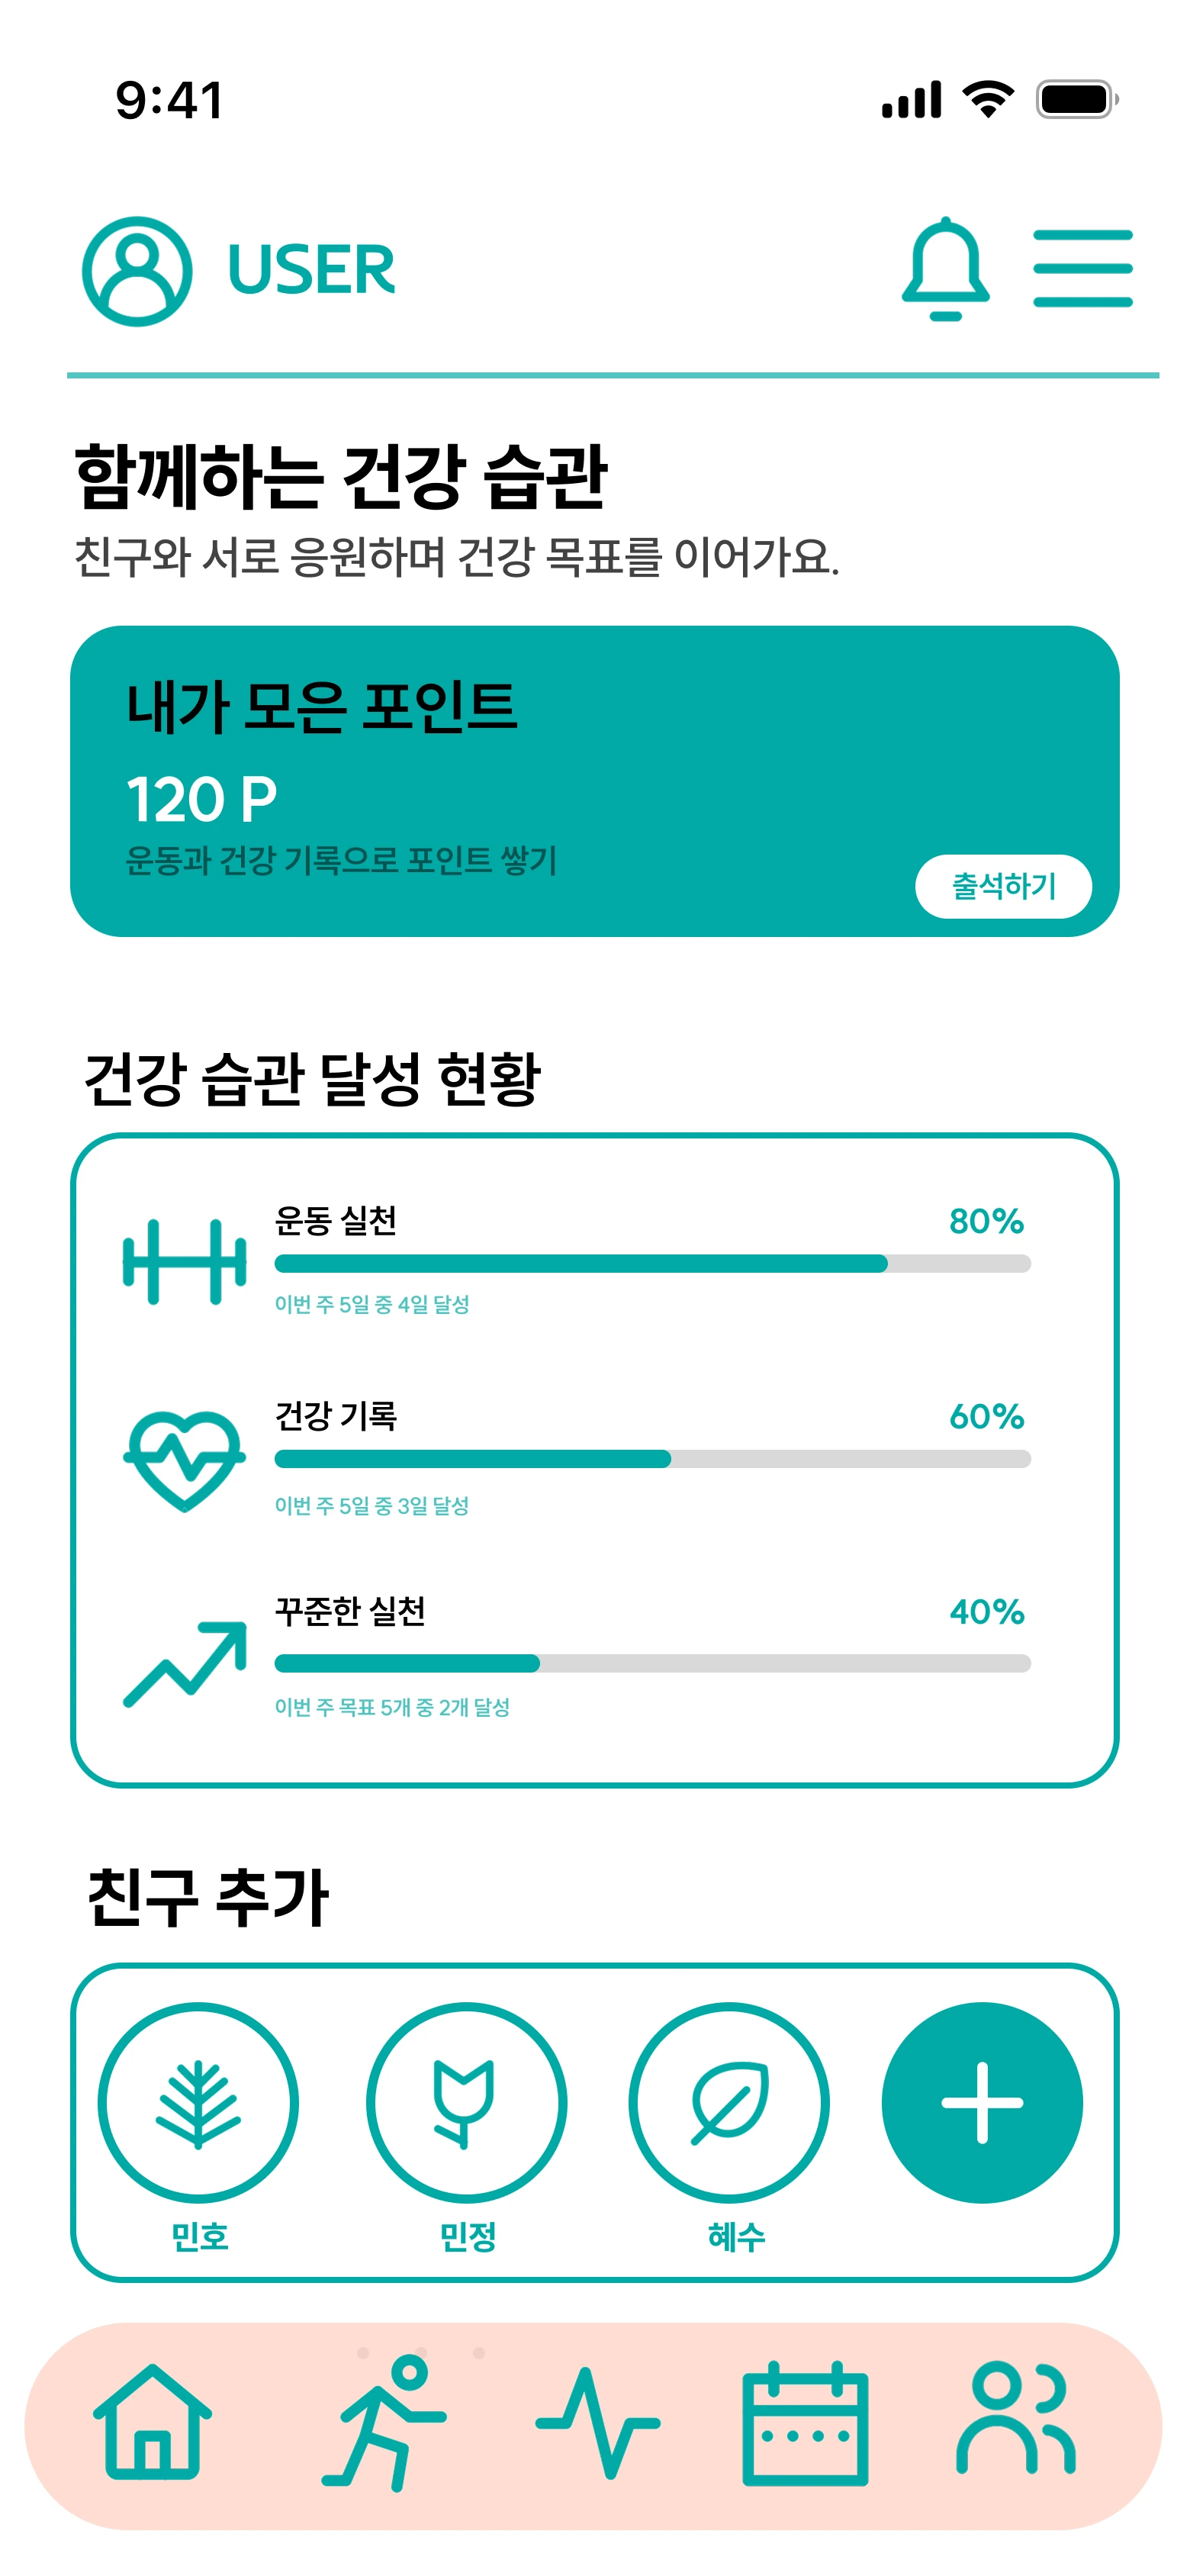 9:41
USER
함께하는 건강 습관
친구와 서로 응원하며 건강 목표를 이어가요.
내가 모은 포인트
120 P
운동과 건강 기록으로 포인트 쌓기
출석하기
건강 습관 달성 현황
운동 실천
80%
이번 주 5일 중 4일 달성
건강 기록
60%
이번 주 5일 중 3일 달성
꾸준한 실천
40%
이번 주 목표 5개 중 2개 달성
친구 추가
민호
민정
혜수